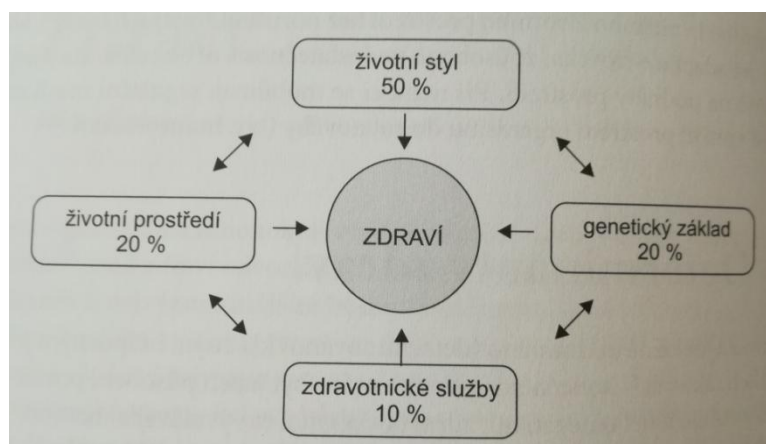 životní styl
50 %
životní prostředí
20 %
ZDRAVÍ
genetický základ
20 %
zdravotnické služby
10 %